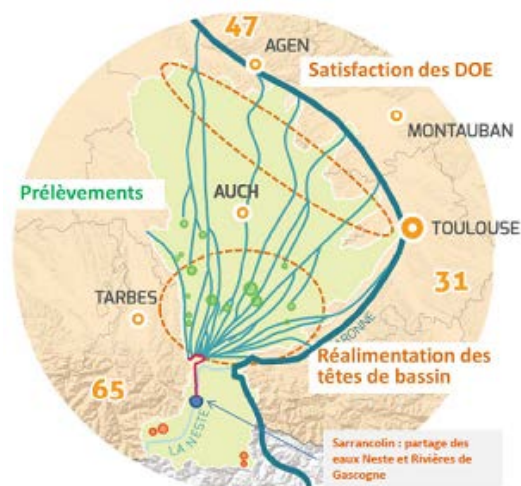 47
AGEN
Satisfaction des DOE
MONTAUBAN
Prélèvements
AUCH
TOULOUSE
31
TARBES
GARONNE
Réalimentation des
têtes de bassin
65
LA NESTE
Sarrancolin : partage des
eaux Neste et Rivières de
Gascogne